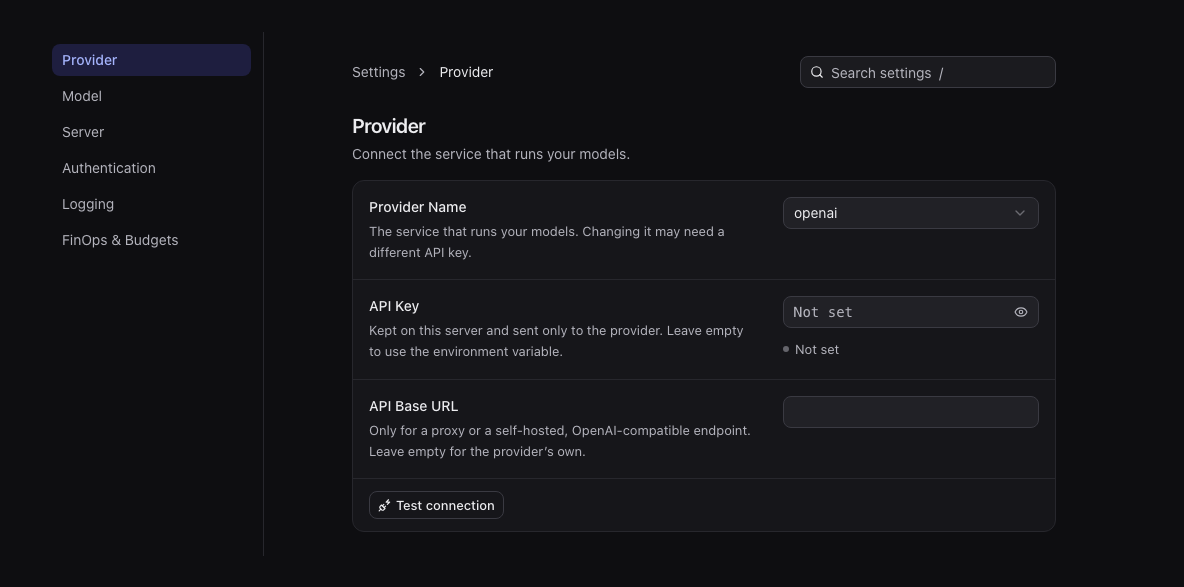 Provider
Model
Server
Authentication
Logging
FinOps & Budgets
Settings > Provider
Search settings /
Provider
Connect the service that runs your models.
Provider Name
The service that runs your models. Changing it may need a
different API key.
openai
API Key
Kept on this server and sent only to the provider. Leave empty
to use the environment variable.
Not set
Not set
API Base URL
Only for a proxy or a self-hosted, OpenAI-compatible endpoint.
Leave empty for the provider's own.
Test connection